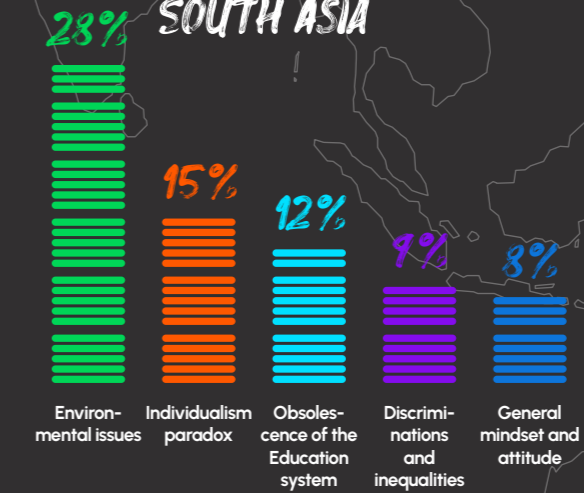 SOUTH ASIA
28%
15%
12%
9%
8%
Environ-
mental issues
Individualism
paradox
Obsoles-
cence of the
Education
system
Discrimi-
nations
and
inequalities
General
mindset and
attitude